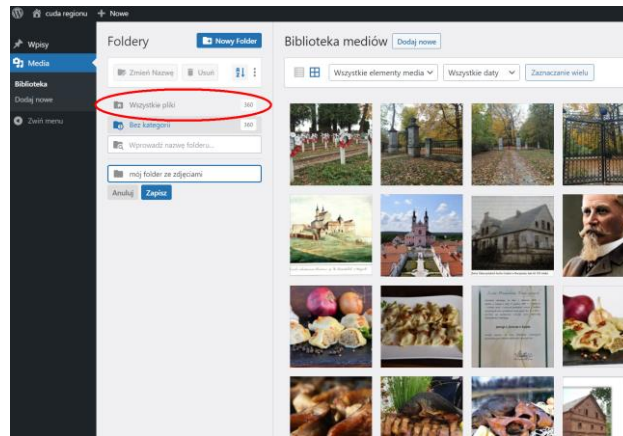 cuda regionu
+ Nowe
Wpisy
Media
Biblioteka
Dodaj nowe
Zwiń menu
Foldery
Nowy Folder
Zmień Nazwę
Usuń
Wszystkie pliki
360
Bez kategorii
360
Wprowadź nazwę folderu...
mój folder ze zdjęciami
Anuluj
Zapisz
Biblioteka mediów
Dodaj nowe
Wszystkie elementy media
Wszystkie daty
Zaznaczanie wielu